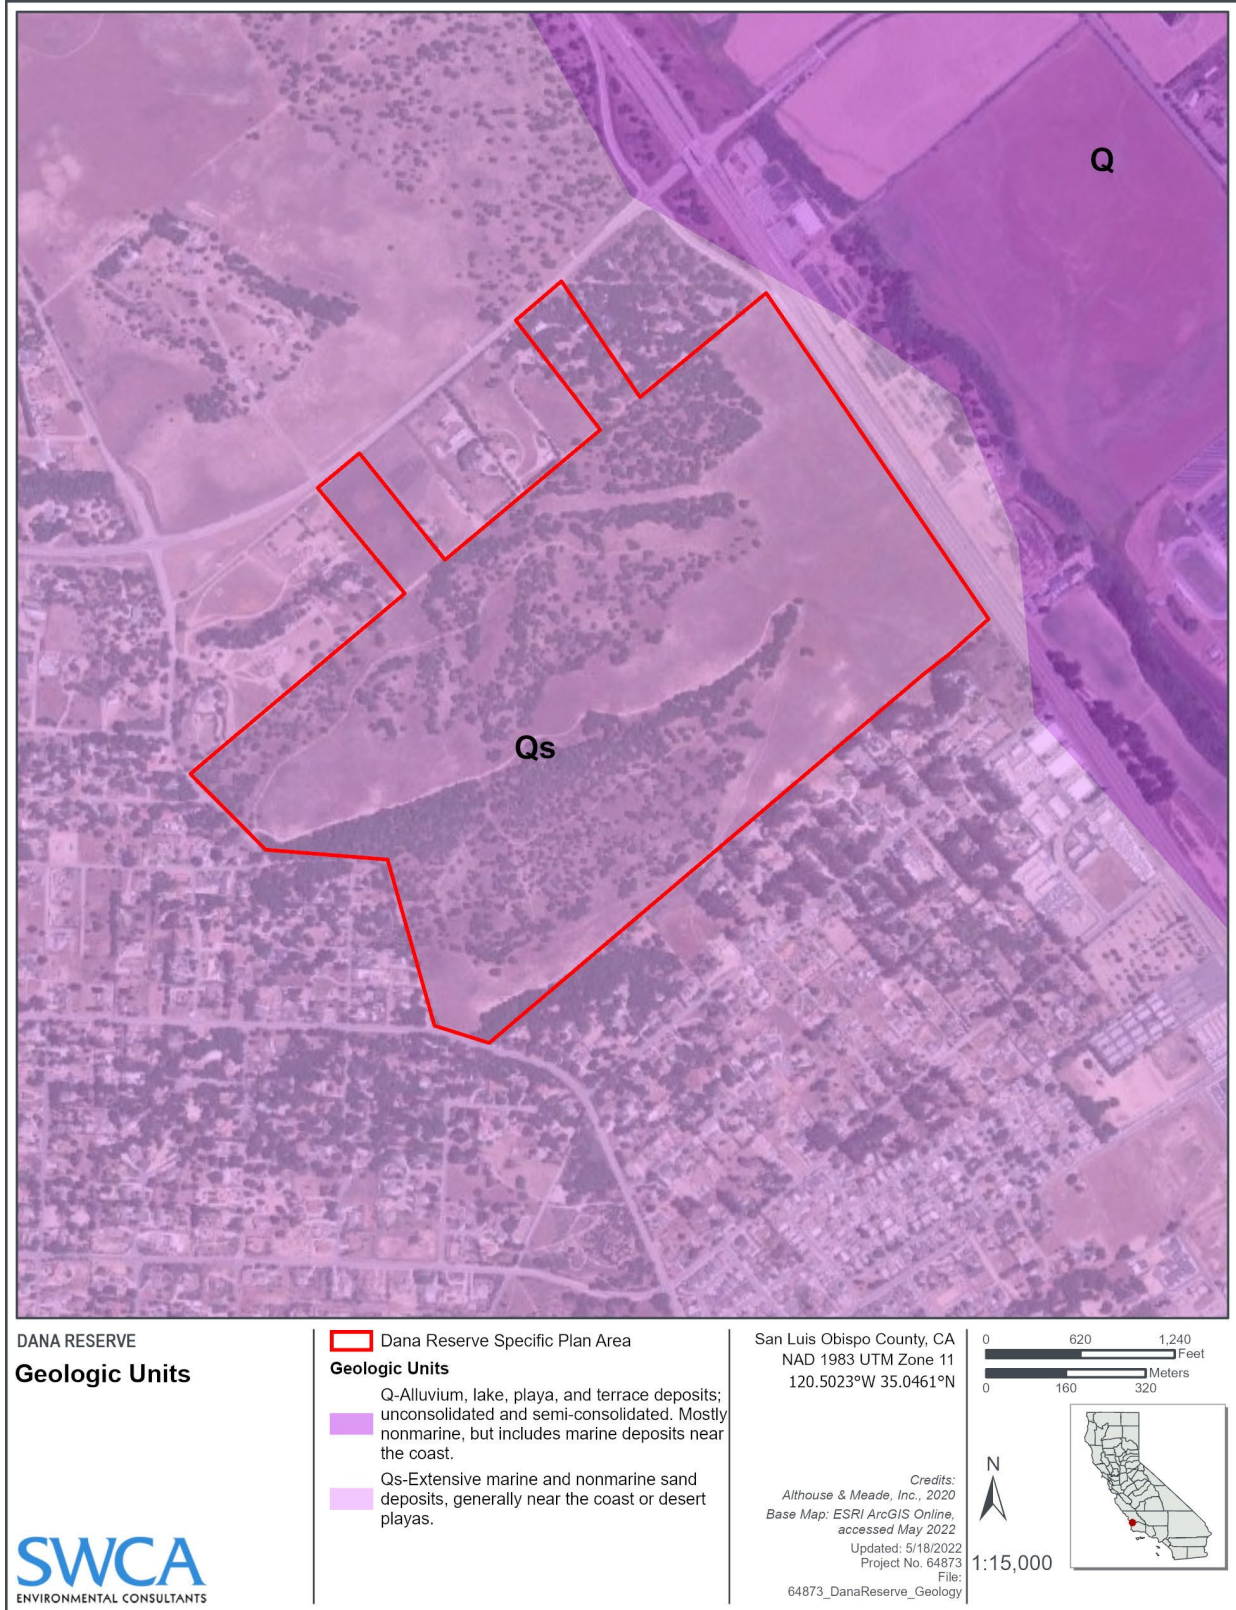 Q
Qs
DANA RESERVE
Geologic Units
SWCA
ENVIRONMENTAL CONSULTANTS
Dana Reserve Specific Plan Area
Geologic Units
Q-Alluvium, lake, playa, and terrace deposits;
unconsolidated and semi-consolidated. Mostly
nonmarine, but includes marine deposits near
the coast.
Qs-Extensive marine and nonmarine sand
deposits, generally near the coast or desert
playas.
San Luis Obispo County, CA
NAD 1983 UTM Zone 11
120.5023°W 35.0461°N
Credits:
Althouse & Meade, Inc., 2020
Base Map: ESRI ArcGIS Online,
accessed May 2022
Updated: 5/18/2022
Project No. 64873
File:
64873_DanaReserve_Geology
0 620 1,240
Feet
Meters
0 160 320
N
1:15,000